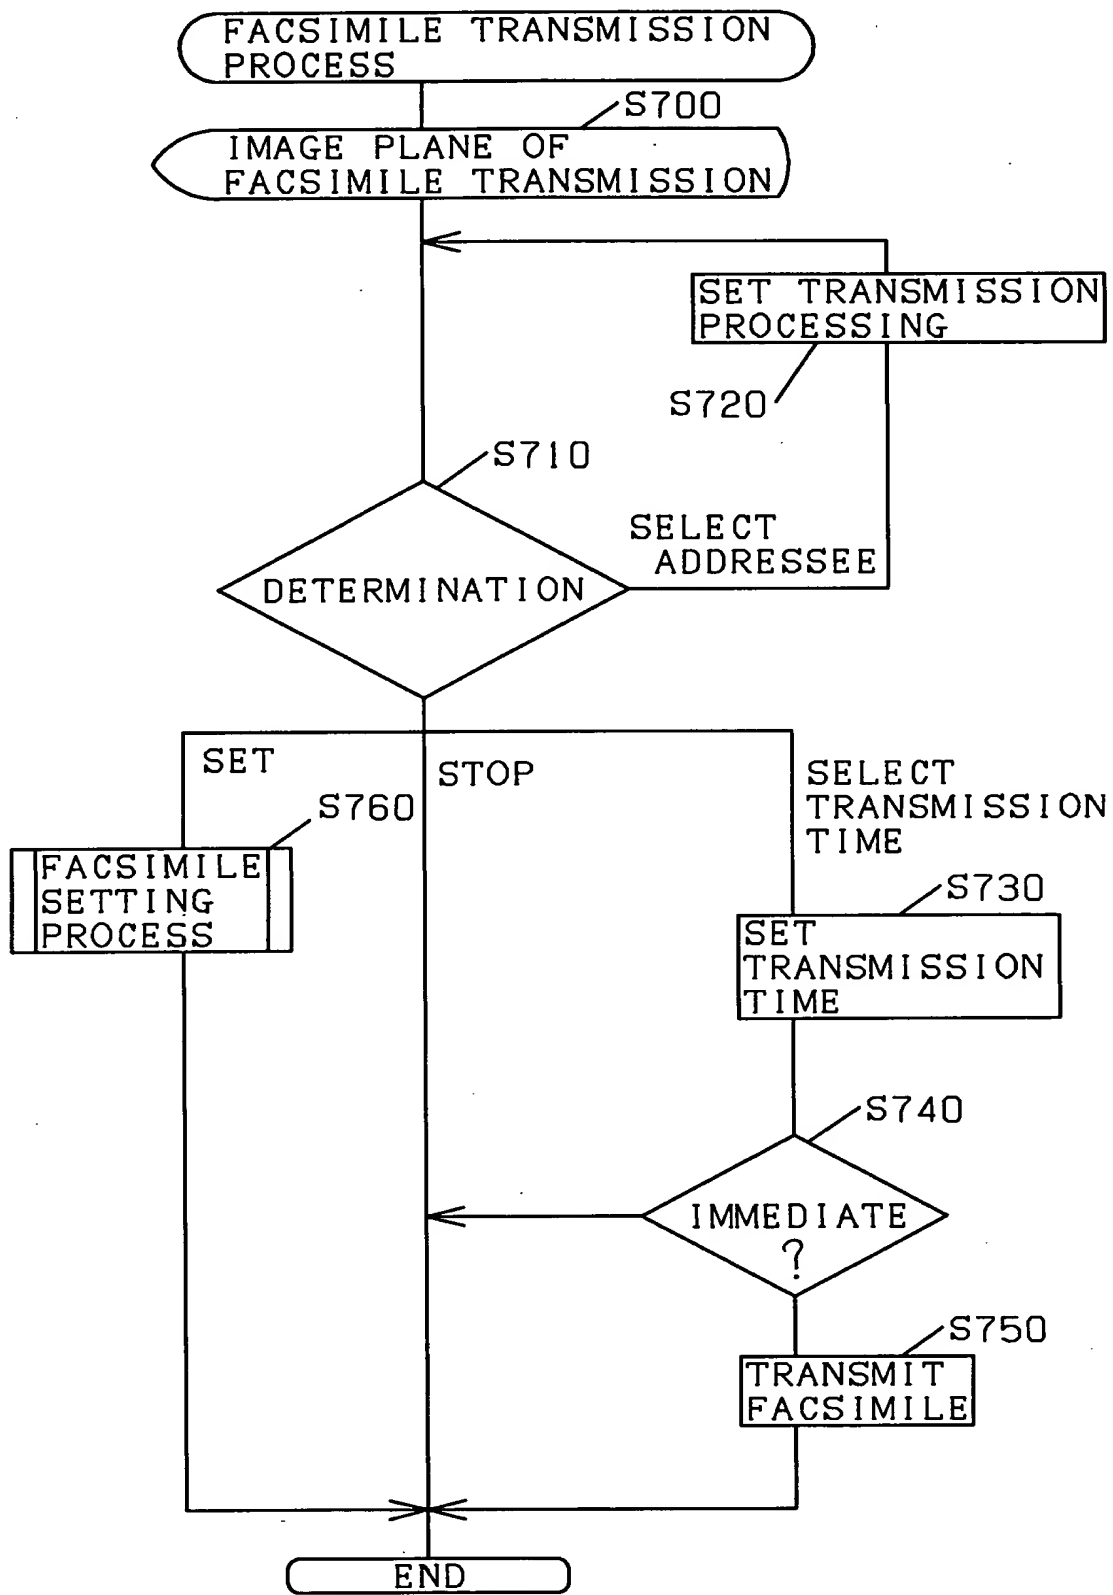 FACSIMILE TRANSMISSION
PROCESS
S700
IMAGE PLANE OF
FACSIMILE TRANSMISSION
SET TRANSMISSION
PROCESSING
S720
S710
SELECT
ADDRESSEE
DETERMINATION
SET
STOP
SELECT
TRANSMISSION
TIME
S760
FACSIMILE
SETTING
PROCESS
S730
SET
TRANSMISSION
TIME
S740
IMMEDIATE
?
S750
TRANSMIT
FACSIMILE
END